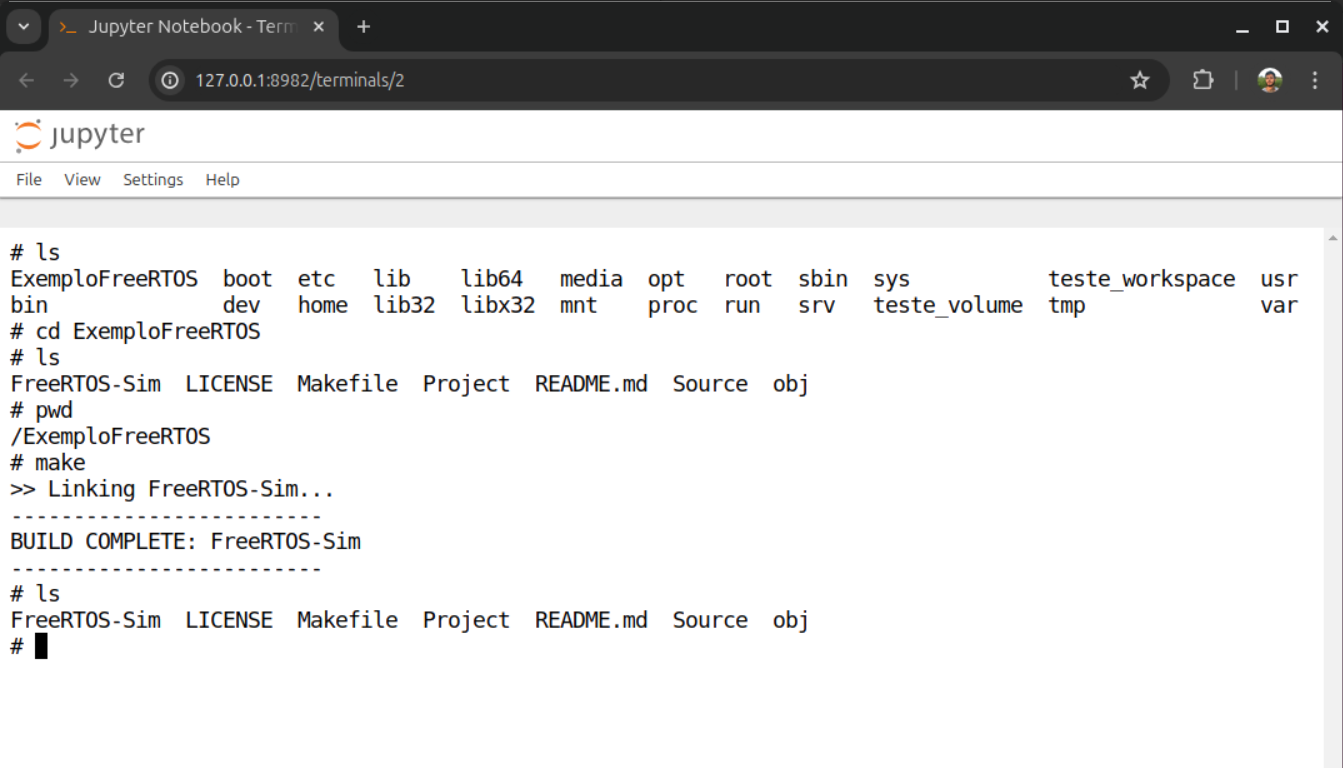 Jupyter Notebook - Term
127.0.0.1:8982/terminals/2
jupyter
File View Settings Help
# ls
ExemploFreeRTOS boot etc lib lib64 media opt root sbin sys teste_workspace usr
bin dev home lib32 libx32 mnt proc run srv teste_volume tmp var
# cd ExemploFreeRTOS
# ls
FreeRTOS-Sim LICENSE Makefile Project README.md Source obj
# pwd
/ExemploFreeRTOS
# make
>> Linking FreeRTOS-Sim...
-------------------------
BUILD COMPLETE: FreeRTOS-Sim
-------------------------
# ls
FreeRTOS-Sim LICENSE Makefile Project README.md Source obj
#